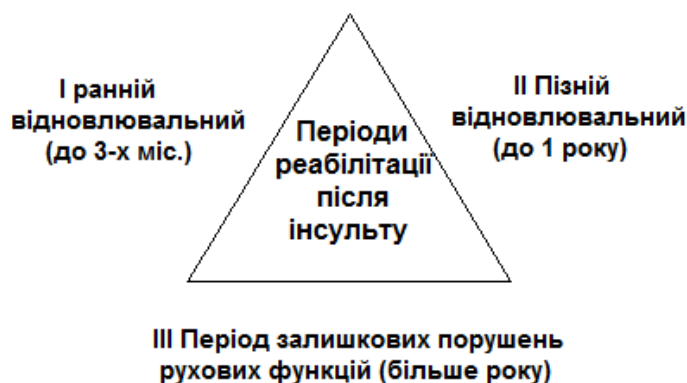 І ранній
відновлювальний
(до 3-х міс.)
ІІ Пізній
відновлювальний
(до 1 року)
Періоди
реабілітації
після
інсульту
ІІІ Період залишкових порушень
рухових функцій (більше року)